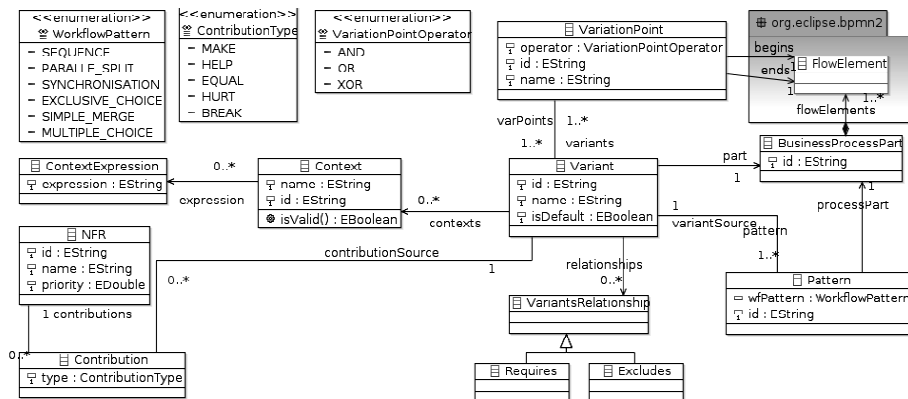 <<enumeration>>
WorkflowPattern
SEQUENCE
PARALLE_SPLIT
SYNCHRONISATION
EXCLUSIVE_CHOICE
SIMPLE_MERGE
MULTIPLE_CHOICE
<<enumeration>>
ContributionType
MAKE
HELP
EQUAL
HURT
BREAK
<<enumeration>>
VariationPointOperator
AND
OR
XOR
VariationPoint
operator : VariationPointOperator
id : EString
name : EString
org.eclipse.bpmn2
begins
1
ends
1
FlowElement
1..*
flowElements
varPoints
1..*
1..*
variants
BusinessProcessPart
id : EString
part
1
1
processPart
ContextExpression
expression : EString
0..*
expression
Context
name : EString
id : EString
isValid() : EBoolean
0..*
contexts
Variant
id : EString
name : EString
isDefault : EBoolean
1
variantSource
pattern
1..*
NFR
id : EString
name : EString
priority : EDouble
contributionSource
0..*
1
relationships
0..*
VariantsRelationship
Pattern
wfPattern : WorkflowPattern
id : EString
1 contributions
0..*
Contribution
type : ContributionType
Requires
Excludes